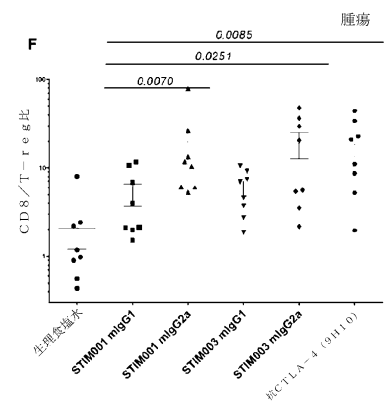 腫瘍
F
0.0085
0.0251
0.0070
CD8/T-reg比
100
10
1
生理食塩水
STIM001 mIgG1
STIM001 mIgG2a
STIM003 mIgG1
STIM003 mIgG2a
抗CTLA-4 (9H10)